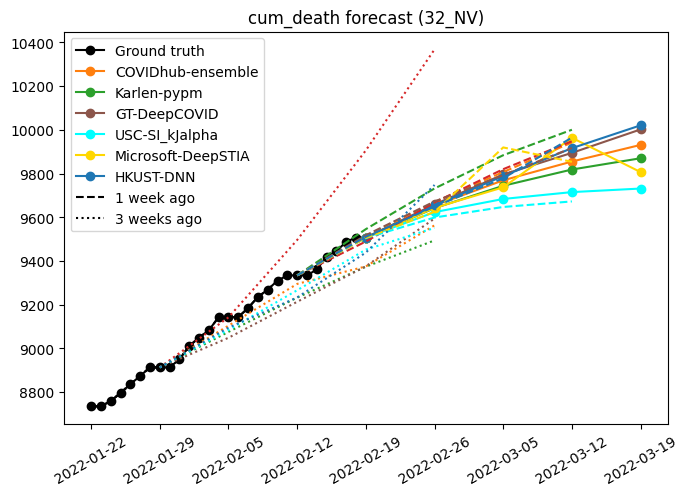 cum_death forecast (32_NV)
10400
10200
10000
9800
9600
9400
9200
9000
8800
Ground truth
COVIDhub-ensemble
Karlen-pypm
GT-DeepCOVID
USC-SI_kJalpha
Microsoft-DeepSTIA
HKUST-DNN
1 week ago
3 weeks ago
2022-01-22
2022-01-29
2022-02-05
2022-02-12
2022-02-19
2022-02-26
2022-03-05
2022-03-12
2022-03-19